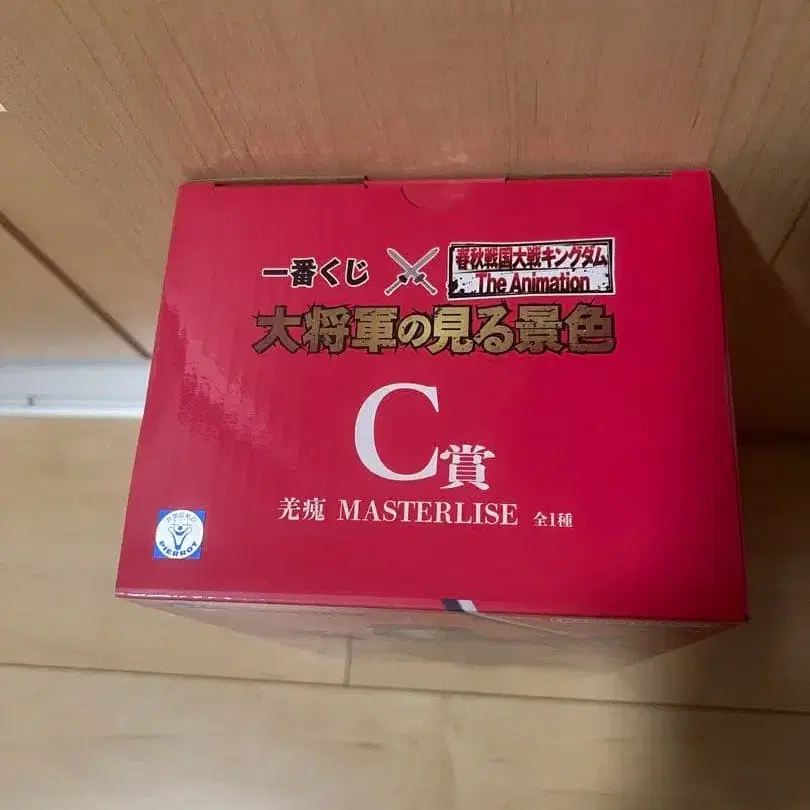 一番くじ
春秋戦国大戦キングダム
The Animation
大将軍の見る景色
C賞
羌瘣 MASTERLISE 全1種
PIERROT